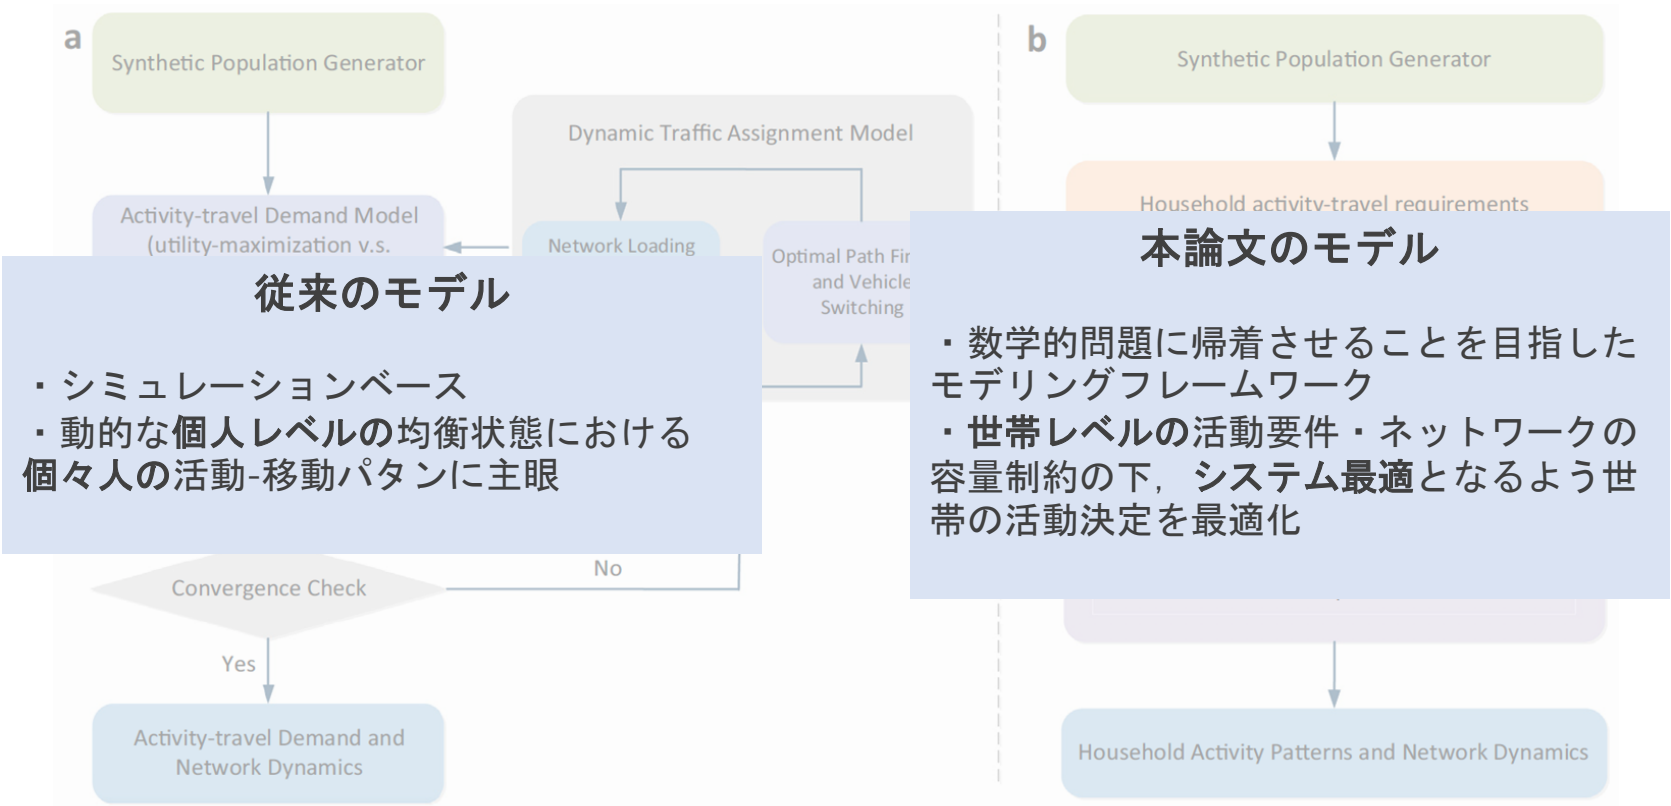 a
Synthetic Population Generator
Dynamic Traffic Assignment Model
Activity-travel Demand Model
(utility-maximization v.s.
Network Loading
Optimal Path Fin
and Vehicle
Switching
従来のモデル
・シミュレーションベース
・動的な個人レベルの均衡状態における
個々人の活動-移動パタンに主眼
Convergence Check
No
Yes
Activity-travel Demand and
Network Dynamics
b
Synthetic Population Generator
Household activity-travel requirements
本論文のモデル
・数学的問題に帰着させることを目指した
モデリングフレームワーク
・世帯レベルの活動要件・ネットワークの
容量制約の下，システム最適となるよう世
帯の活動決定を最適化
Household Activity Patterns and Network Dynamics